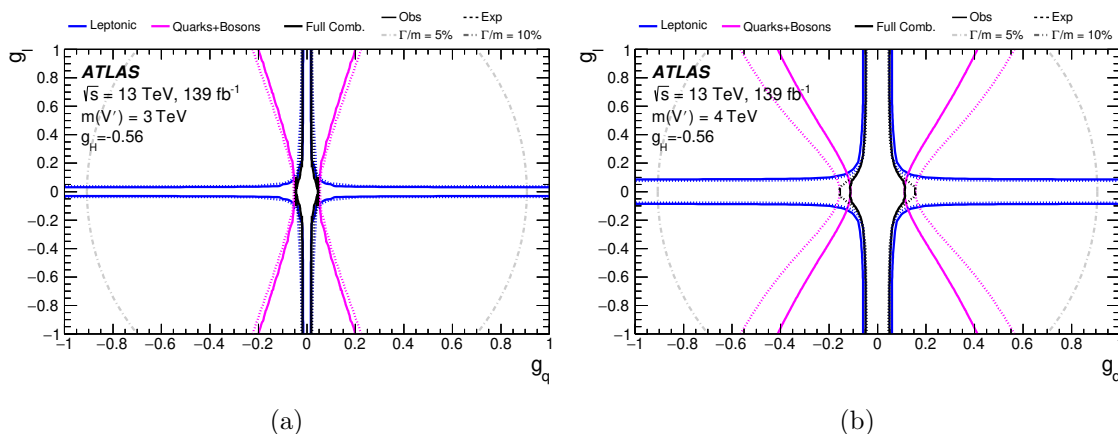 Leptonic Quarks+Bosons Full Comb. Obs Exp
Γ/m = 5% Γ/m = 10%
g_l
1
0.8
0.6
0.4
0.2
0
−0.2
−0.4
−0.6
−0.8
−1
ATLAS
√s = 13 TeV, 139 fb⁻¹
m(V′) = 3 TeV
g_H=-0.56
−1 −0.8 −0.6 −0.4 −0.2 0 0.2 0.4 0.6 0.8 1
g_q
(a)
Leptonic Quarks+Bosons Full Comb. Obs Exp
Γ/m = 5% Γ/m = 10%
g_l
1
0.8
0.6
0.4
0.2
0
−0.2
−0.4
−0.6
−0.8
−1
ATLAS
√s = 13 TeV, 139 fb⁻¹
m(V′) = 4 TeV
g_H=-0.56
−1 −0.8 −0.6 −0.4 −0.2 0 0.2 0.4 0.6 0.8 1
g_q
(b)